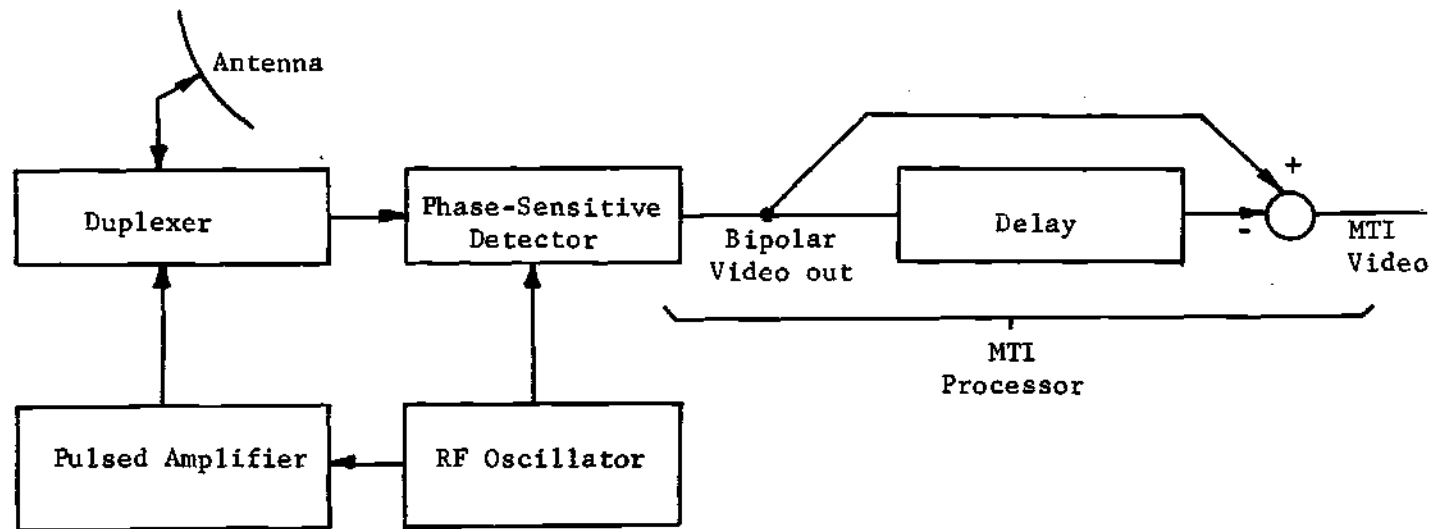 Antenna
Duplexer
Phase-Sensitive
Detector
Bipolar
Video out
Delay
+
-
MTI
Video
MTI
Processor
Pulsed Amplifier
RF Oscillator